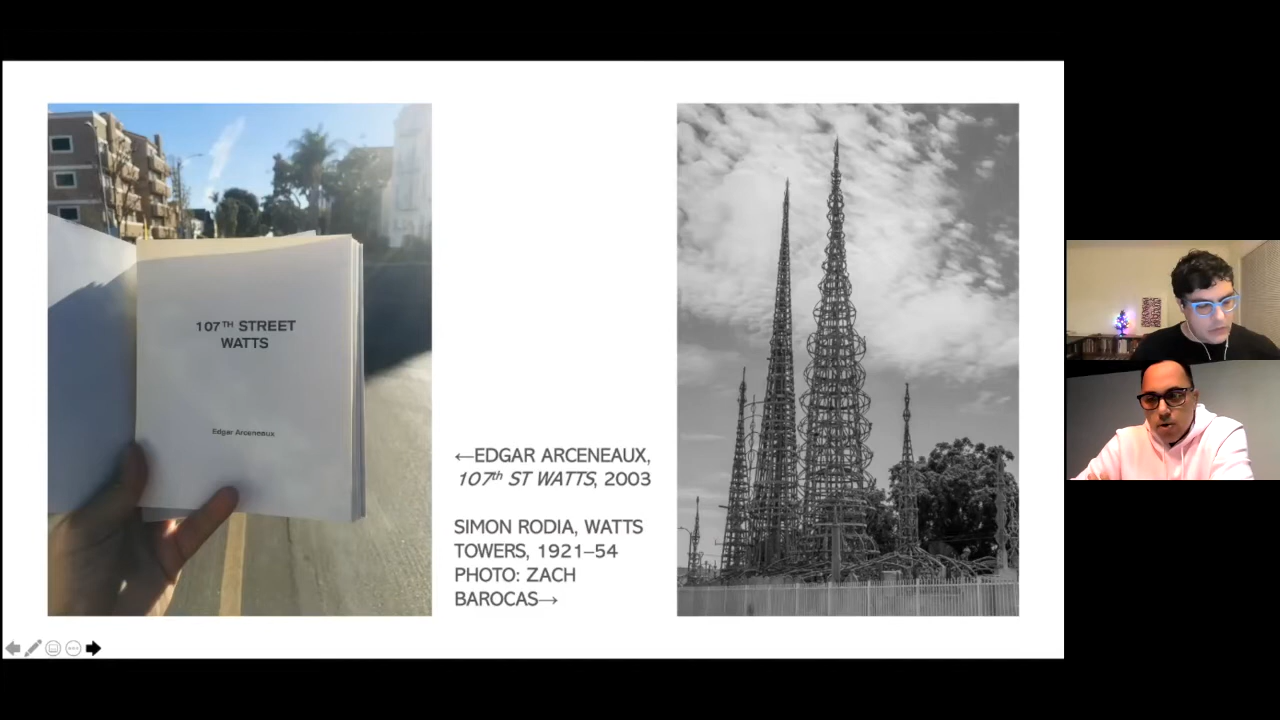 107TH STREET
WATTS
Edgar Arceneaux
←EDGAR ARCENEAUX,
107th ST WATTS, 2003
SIMON RODIA, WATTS
TOWERS, 1921–54
PHOTO: ZACH
BAROCAS→